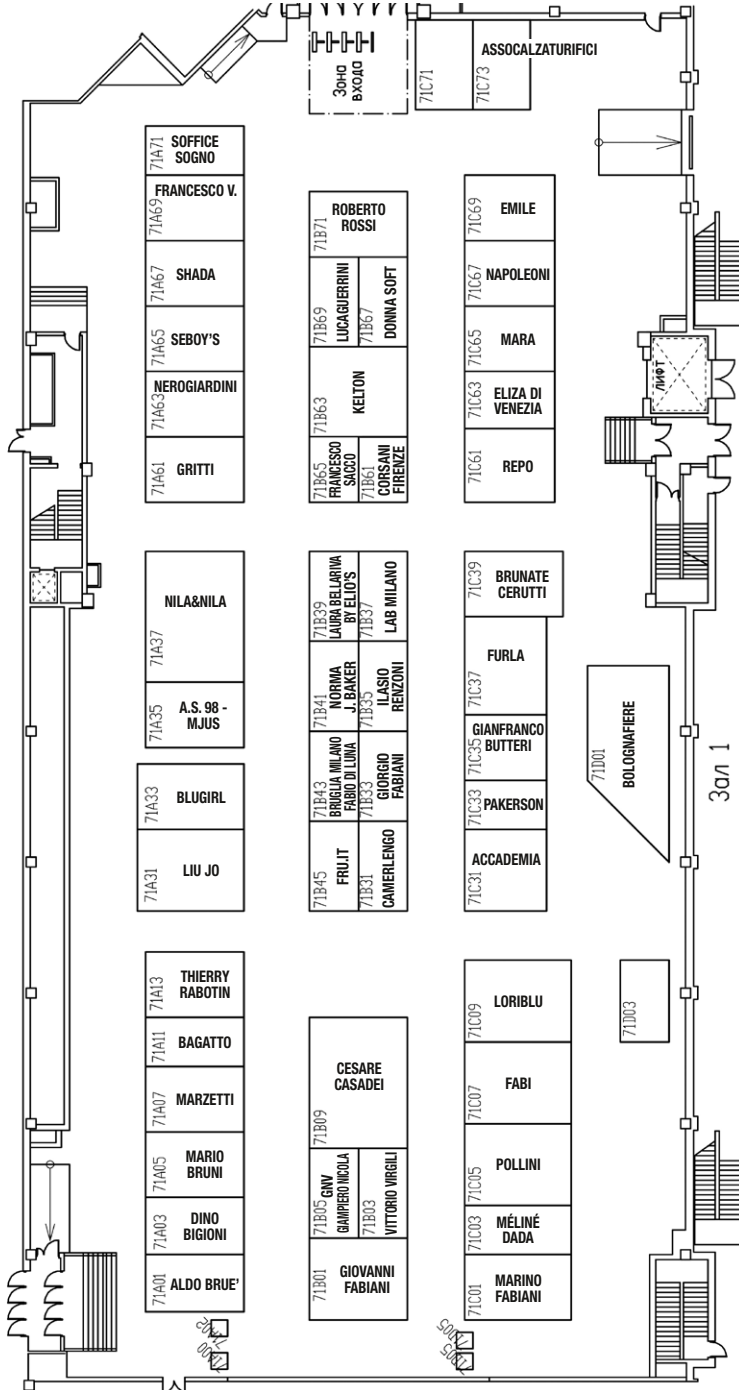 ASSOCALZATURIFICI
71C71
71C73
Зона
входа
71A71
SOFFICE
SOGNO
71A69
FRANCESCO V.
71A67
SHADA
71A65
SEBOY'S
71A63
NEROGIARDINI
71A61
GRITTI
71B71
ROBERTO
ROSSI
71B69
LUCAGUERRINI
71B67
DONNA SOFT
71B63
KELTON
71B65
FRANCESCO
SACCO
71B61
CORSANI
FIRENZE
71C69
EMILE
71C67
NAPOLEONI
71C65
MARA
71C63
ELIZA DI
VENEZIA
71C61
REPO
ЛИФТ
71A37
NILA&NILA
71A35
A.S. 98 -
MJUS
71A33
BLUGIRL
71A31
LIU JO
71B39
LAURA BELLARIVA
BY ELIO'S
71B37
LAB MILANO
71B41
NORMA
J. BAKER
71B35
ILASIO
RENZONI
71B43
BRUGLIA MILANO
FABIO DI LUNA
71B33
GIORGIO
FABIANI
71B45
FRU.IT
71B31
CAMERLENGO
71C39
BRUNATE
CERUTTI
71C37
FURLA
71C35
GIANFRANCO
BUTTERI
71C33
PAKERSON
71C31
ACCADEMIA
71D01
BOLOGNAFIERE
Зал 1
71A13
THIERRY
RABOTIN
71A11
BAGATTO
71A07
MARZETTI
71A05
MARIO
BRUNI
71A03
DINO
BIGIONI
71A01
ALDO BRUE'
71B09
CESARE
CASADEI
71B05
GNV
GIAMPIERO NICOLA
71B03
VITTORIO VIRGILI
71B01
GIOVANNI
FABIANI
71C09
LORIBLU
71C07
FABI
71C05
POLLINI
71C03
MÉLINÉ
DADA
71C01
MARINO
FABIANI
71D03
71A02